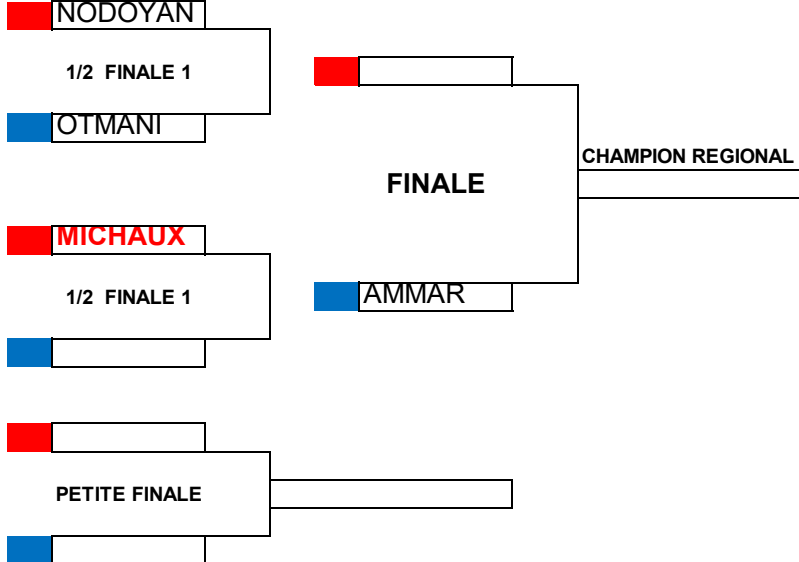 NODOYAN
1/2 FINALE 1
OTMANI
CHAMPION REGIONAL
FINALE
MICHAUX
1/2 FINALE 1
AMMAR
PETITE FINALE